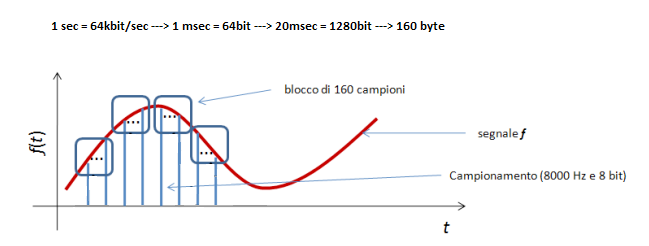 1 sec = 64kbit/sec ---> 1 msec = 64bit ---> 20msec = 1280bit ---> 160 byte
blocco di 160 campioni
f(t)
...
...
...
...
segnale f
Campionamento (8000 Hz e 8 bit)
t